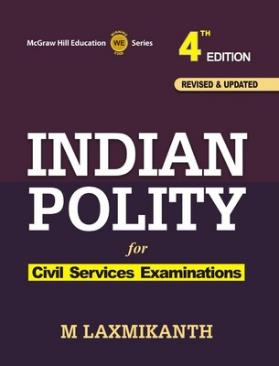 McGraw Hill Education WE Series
4TH EDITION
REVISED & UPDATED
INDIAN
POLITY
for
Civil Services Examinations
M LAXMIKANTH